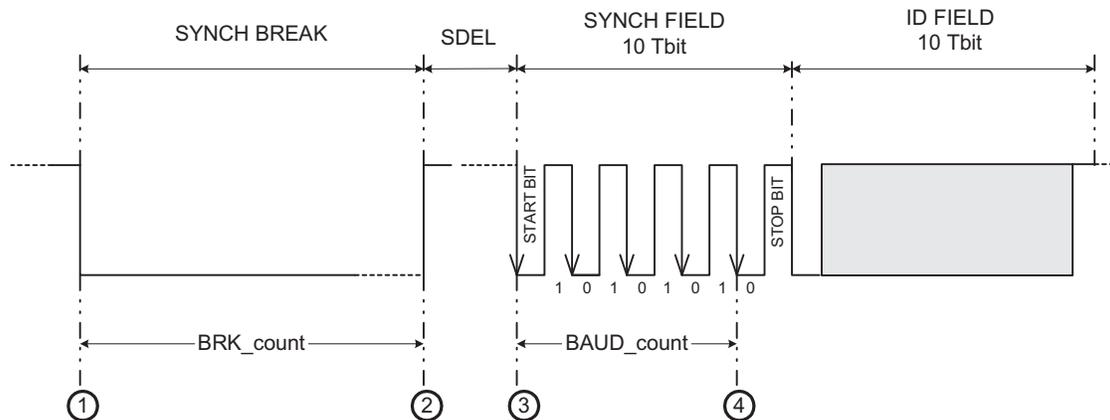 SYNCH BREAK
SDEL
SYNCH FIELD
10 Tbit
ID FIELD
10 Tbit
START BIT
STOP BIT
1 0 1 0 1 0 1 0
BRK_count
BAUD_count
1
2
3
4